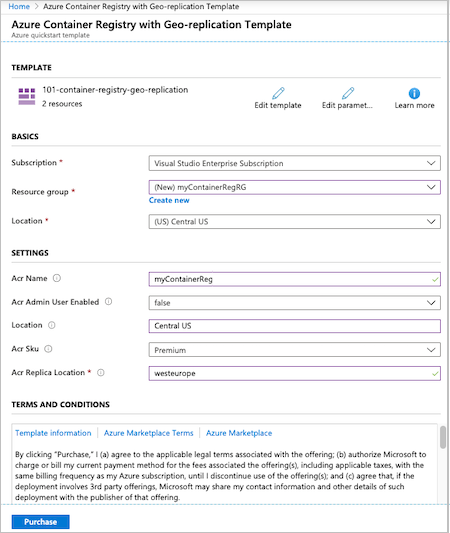 Home > Azure Container Registry with Geo-replication Template
Azure Container Registry with Geo-replication Template
Azure quickstart template
TEMPLATE
101-container-registry-geo-replication
2 resources
Edit template
Edit paramet...
Learn more
BASICS
Subscription *
Visual Studio Enterprise Subscription
Resource group *
(New) myContainerRegRG
Create new
Location *
(US) Central US
SETTINGS
Acr Name
myContainerReg
Acr Admin User Enabled
false
Location
Central US
Acr Sku
Premium
Acr Replica Location *
westeurope
TERMS AND CONDITIONS
Template information | Azure Marketplace Terms | Azure Marketplace
By clicking "Purchase," I (a) agree to the applicable legal terms associated with the offering; (b) authorize Microsoft to
charge or bill my current payment method for the fees associated the offering(s), including applicable taxes, with the
same billing frequency as my Azure subscription, until I discontinue use of the offering(s); and (c) agree that, if the
deployment involves 3rd party offerings, Microsoft may share my contact information and other details of such
deployment with the publisher of that offering.
Purchase